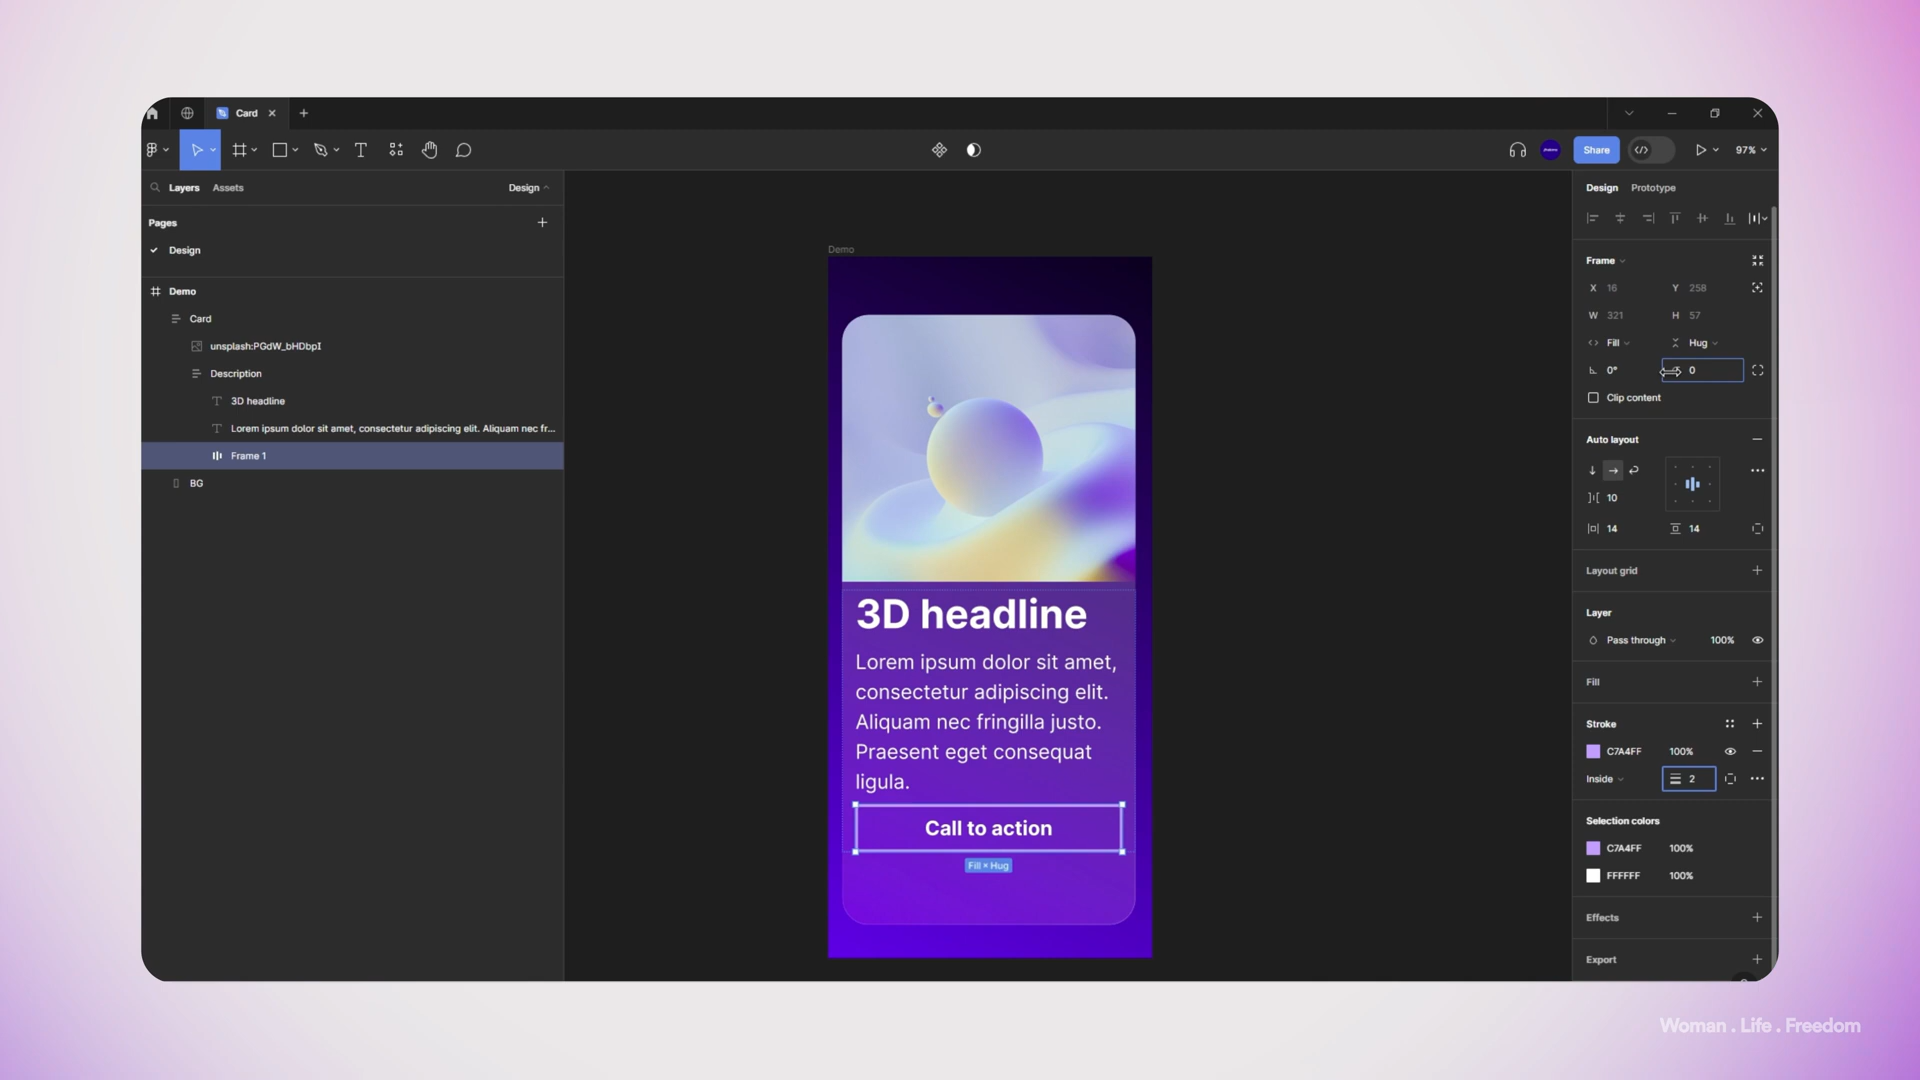 Card
Share
97%
Layers Assets Design
Pages
Design
Demo
Card
unsplash:PGdW_bHDbpI
Description
3D headline
Lorem ipsum dolor sit amet, consectetur adipiscing elit. Aliquam nec fr...
Frame 1
BG
Demo
3D headline
Lorem ipsum dolor sit amet,
consectetur adipiscing elit.
Aliquam nec fringilla justo.
Praesent eget consequat
ligula.
Call to action
Fill × Hug
Design Prototype
Frame
X 16 Y 258
W 321 H 57
Fill Hug
0° 0
Clip content
Auto layout
10
14 14
Layout grid
Layer
Pass through 100%
Fill
Stroke
C7A4FF 100%
Inside 2
Selection colors
C7A4FF 100%
FFFFFF 100%
Effects
Export
Woman . Life . Freedom